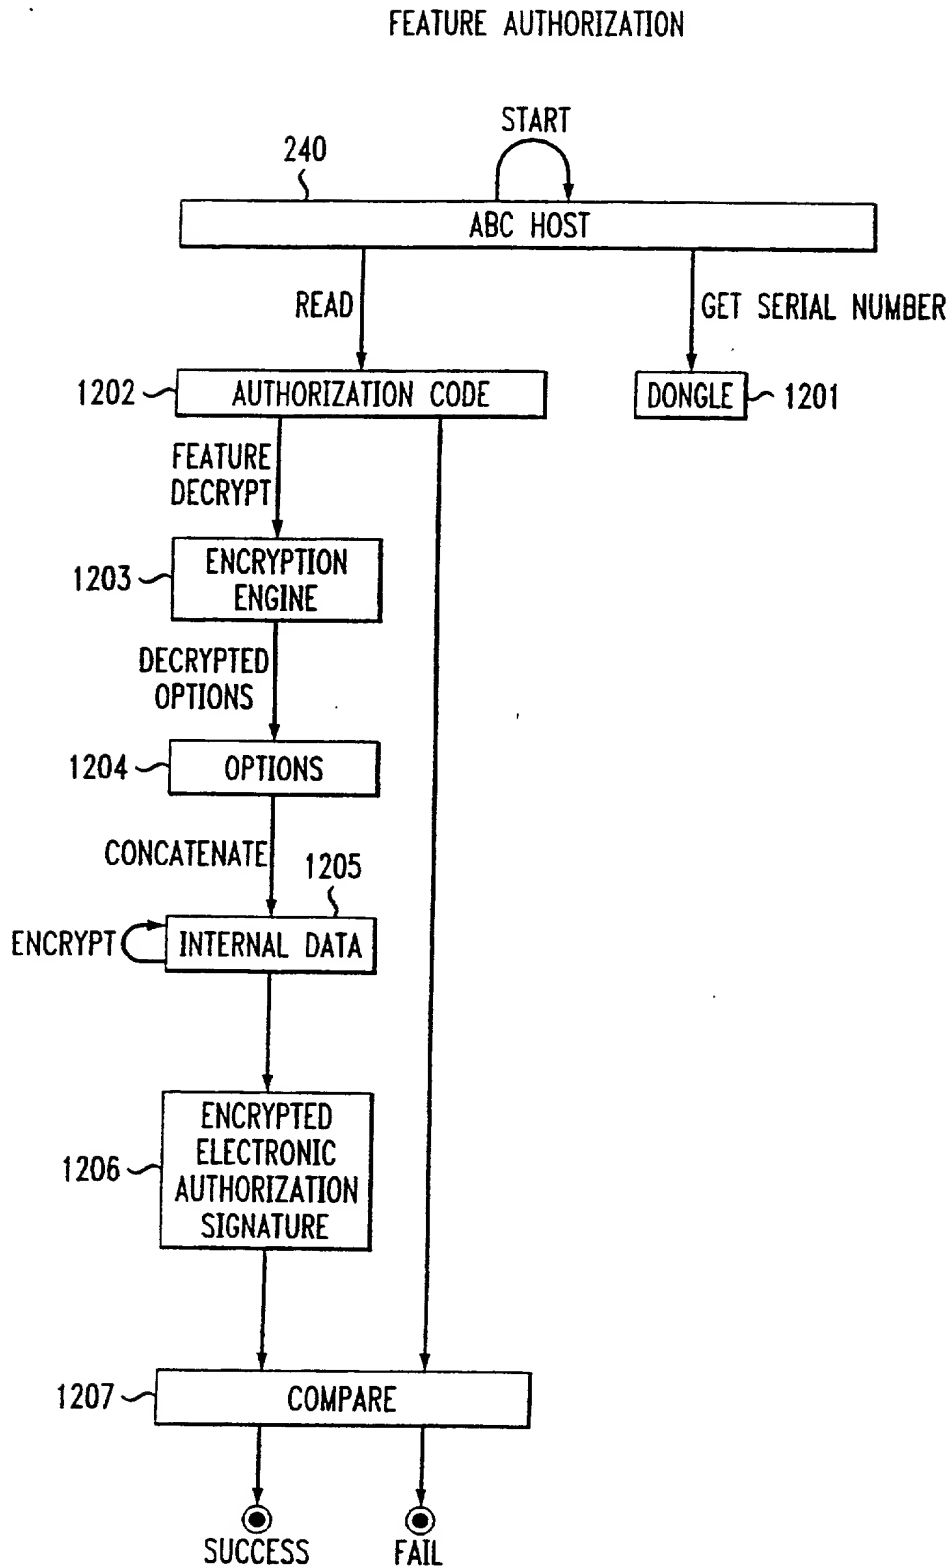 FEATURE AUTHORIZATION
START
240
ABC HOST
READ
GET SERIAL NUMBER
1202
AUTHORIZATION CODE
DONGLE
1201
FEATURE
DECRYPT
1203
ENCRYPTION
ENGINE
DECRYPTED
OPTIONS
1204
OPTIONS
CONCATENATE
1205
ENCRYPT
INTERNAL DATA
1206
ENCRYPTED
ELECTRONIC
AUTHORIZATION
SIGNATURE
1207
COMPARE
SUCCESS
FAIL